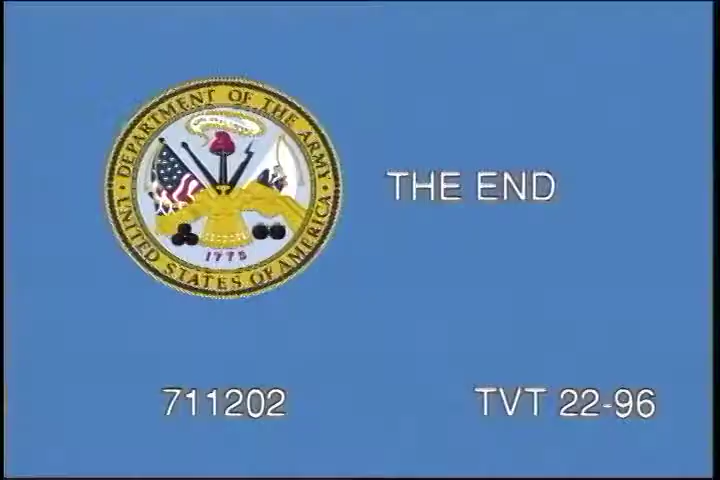 DEPARTMENT OF THE ARMY
THE END
1775
UNITED STATES OF AMERICA
711202
TVT 22-96